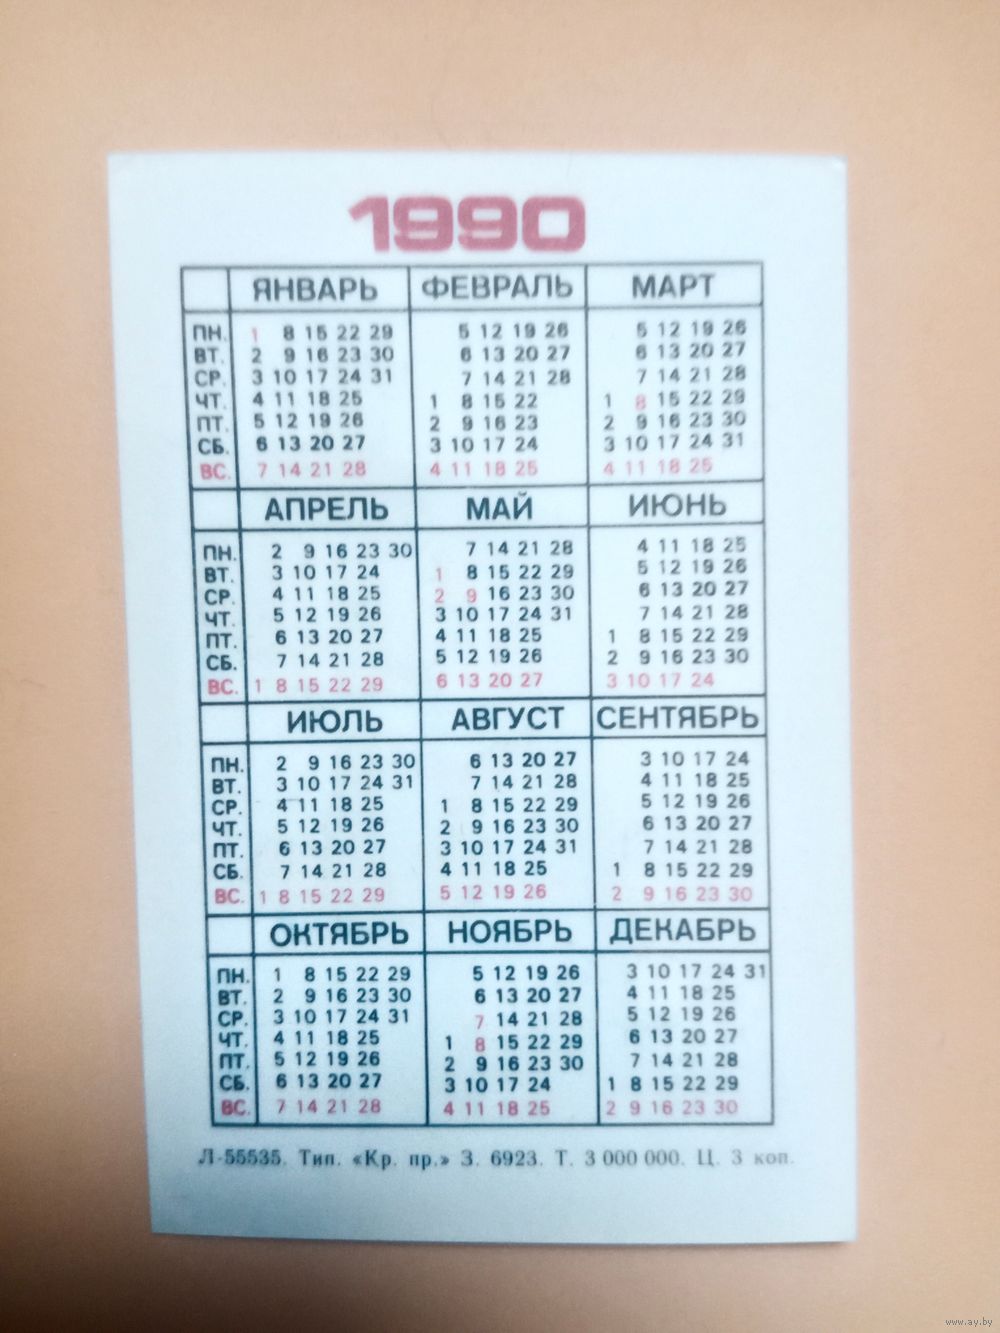 1990
ЯНВАРЬ ФЕВРАЛЬ МАРТ
ПН. 1 8 15 22 29 5 12 19 26 5 12 19 26
ВТ. 2 9 16 23 30 6 13 20 27 6 13 20 27
СР. 3 10 17 24 31 7 14 21 28 7 14 21 28
ЧТ. 4 11 18 25 1 8 15 22 1 8 15 22 29
ПТ. 5 12 19 26 2 9 16 23 2 9 16 23 30
СБ. 6 13 20 27 3 10 17 24 3 10 17 24 31
ВС. 7 14 21 28 4 11 18 25 4 11 18 25
АПРЕЛЬ МАЙ ИЮНЬ
ПН. 2 9 16 23 30 7 14 21 28 4 11 18 25
ВТ. 3 10 17 24 1 8 15 22 29 5 12 19 26
СР. 4 11 18 25 2 9 16 23 30 6 13 20 27
ЧТ. 5 12 19 26 3 10 17 24 31 7 14 21 28
ПТ. 6 13 20 27 4 11 18 25 1 8 15 22 29
СБ. 7 14 21 28 5 12 19 26 2 9 16 23 30
ВС. 1 8 15 22 29 6 13 20 27 3 10 17 24
ИЮЛЬ АВГУСТ СЕНТЯБРЬ
ПН. 2 9 16 23 30 6 13 20 27 3 10 17 24
ВТ. 3 10 17 24 31 7 14 21 28 4 11 18 25
СР. 4 11 18 25 1 8 15 22 29 5 12 19 26
ЧТ. 5 12 19 26 2 9 16 23 30 6 13 20 27
ПТ. 6 13 20 27 3 10 17 24 31 7 14 21 28
СБ. 7 14 21 28 4 11 18 25 1 8 15 22 29
ВС. 1 8 15 22 29 5 12 19 26 2 9 16 23 30
ОКТЯБРЬ НОЯБРЬ ДЕКАБРЬ
ПН. 1 8 15 22 29 5 12 19 26 3 10 17 24 31
ВТ. 2 9 16 23 30 6 13 20 27 4 11 18 25
СР. 3 10 17 24 31 7 14 21 28 5 12 19 26
ЧТ. 4 11 18 25 1 8 15 22 29 6 13 20 27
ПТ. 5 12 19 26 2 9 16 23 30 7 14 21 28
СБ. 6 13 20 27 3 10 17 24 1 8 15 22 29
ВС. 7 14 21 28 4 11 18 25 2 9 16 23 30
Л-55535. Тип. «Кр. пр.» З. 6923. Т. 3 000 000. Ц. 3 коп.
www.ay.by